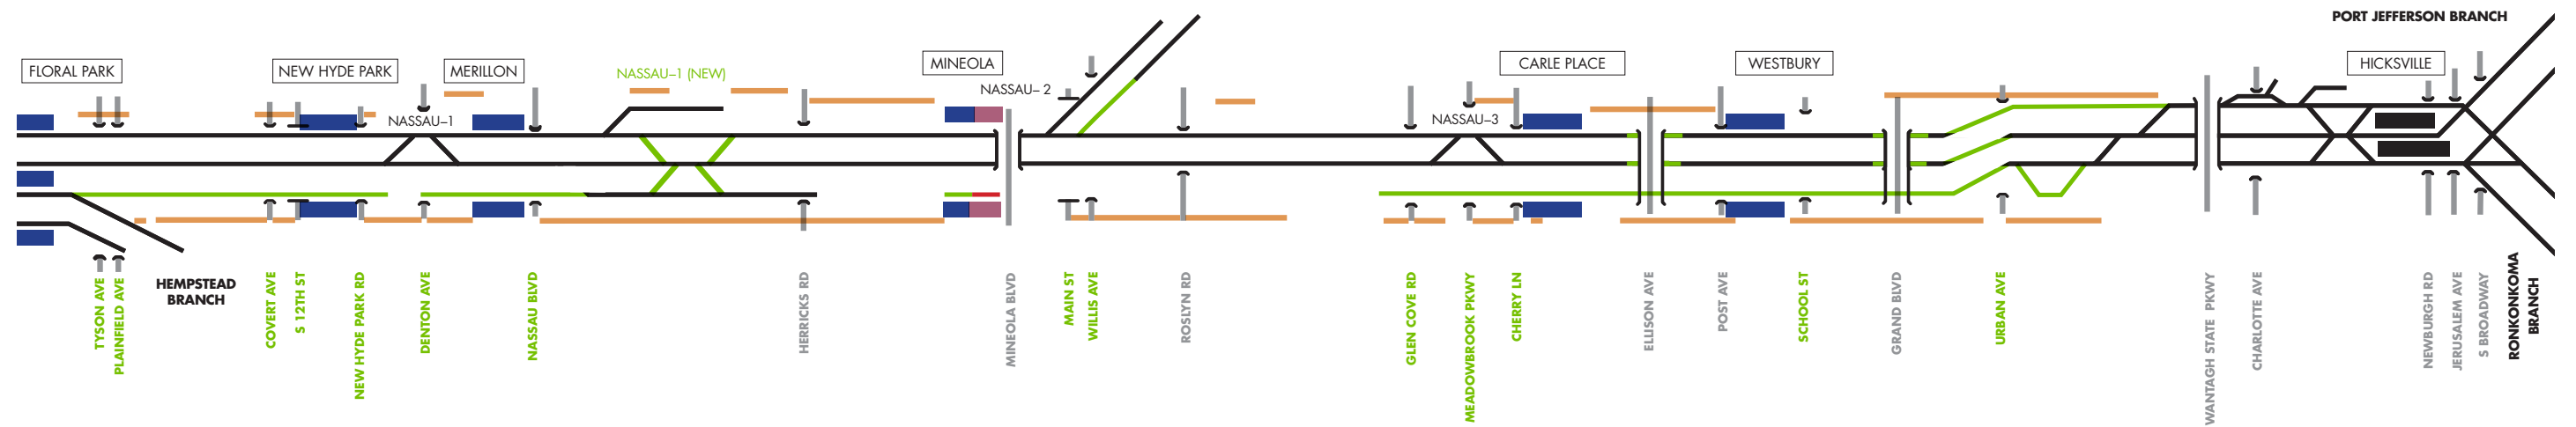 PORT JEFFERSON BRANCH
FLORAL PARK
NEW HYDE PARK
MERILLON
NASSAU–1 (NEW)
MINEOLA
CARLE PLACE
WESTBURY
HICKSVILLE
NASSAU–1
NASSAU– 2
NASSAU–3
HEMPSTEAD
BRANCH
TYSON AVE
PLAINFIELD AVE
COVERT AVE
S 12TH ST
NEW HYDE PARK RD
DENTON AVE
NASSAU BLVD
HERRICKS RD
MINEOLA BLVD
MAIN ST
WILLIS AVE
ROSLYN RD
GLEN COVE RD
MEADOWBROOK PKWY
CHERRY LN
ELLISON AVE
POST AVE
SCHOOL ST
GRAND BLVD
URBAN AVE
WANTAGH STATE PKWY
CHARLOTTE AVE
NEWBURGH RD
JERUSALEM AVE
S BROADWAY
RONKONKOMA
BRANCH